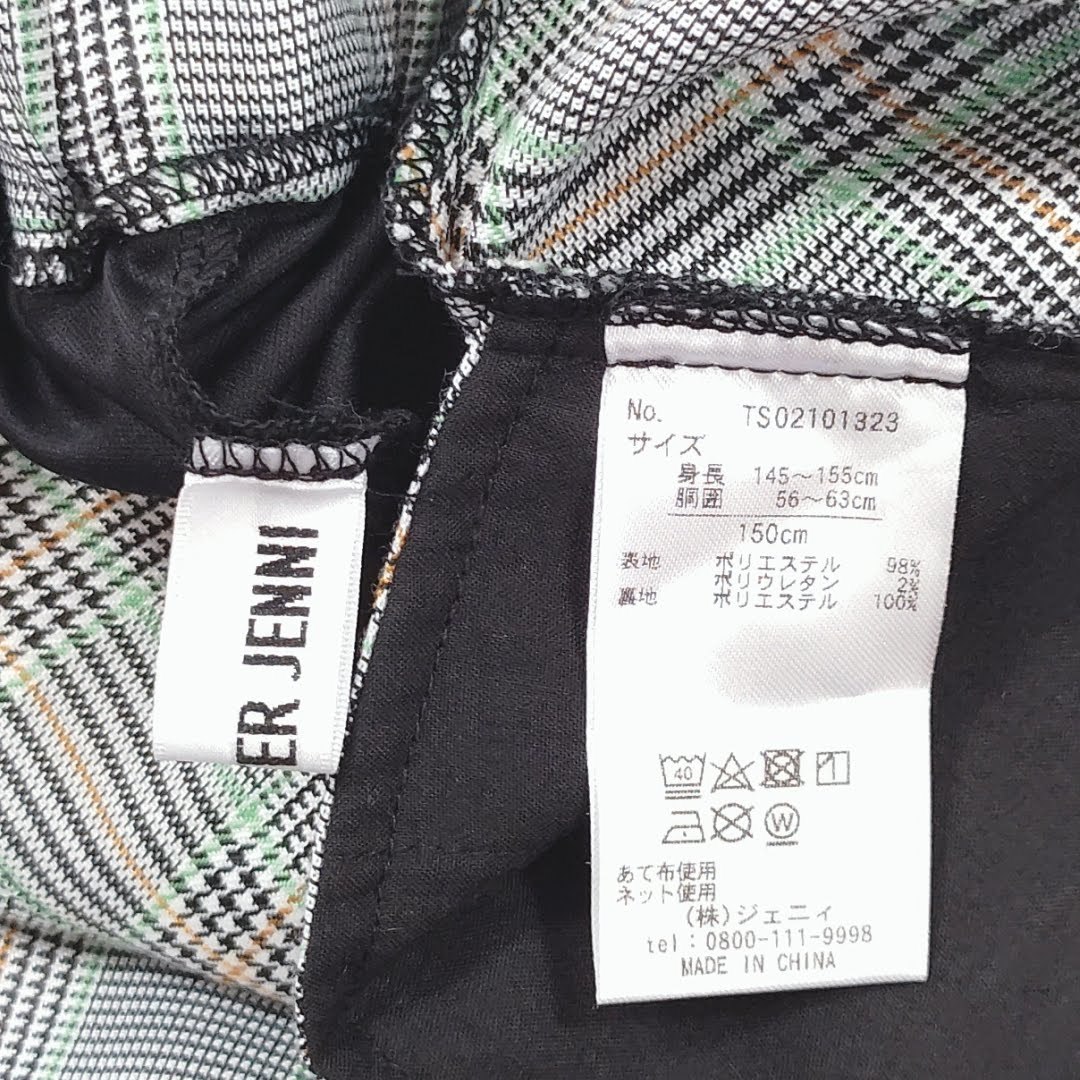 ER JENNI
No. TS02101323
サイズ
身長 145～155cm
胴囲 56～63cm
150cm
表地 ポリエステル 98%
ポリウレタン 2%
裏地 ポリエステル 100%
40
W
あて布使用
ネット使用
(株)ジェニィ
tel：0800-111-9998
MADE IN CHINA